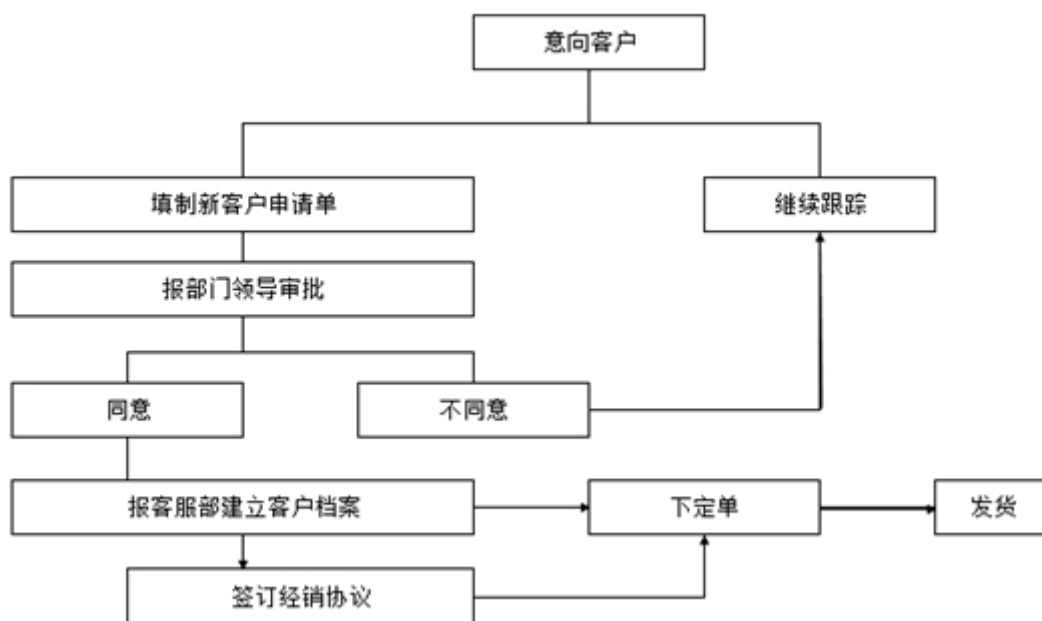 意向客户
填制新客户申请单
继续跟踪
报部门领导审批
同意
不同意
报客服部建立客户档案
下定单
发货
签订经销协议